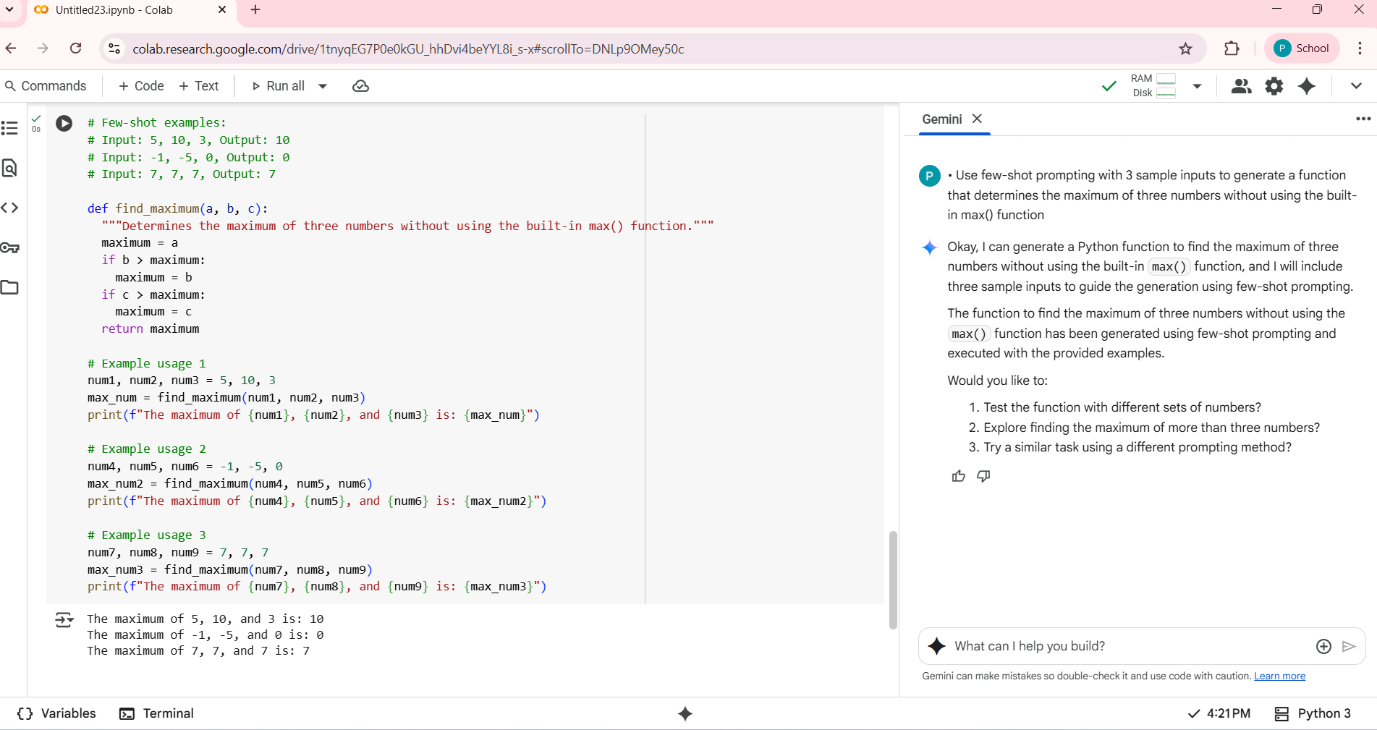 Untitled23.ipynb - Colab
colab.research.google.com/drive/1tnyqEG7P0e0kGU_hhDvi4beYYL8i_s-x#scrollTo=DNLp9OMey50c
P School
Commands + Code + Text Run all
RAM
Disk
0s
# Few-shot examples:
# Input: 5, 10, 3, Output: 10
# Input: -1, -5, 0, Output: 0
# Input: 7, 7, 7, Output: 7
def find_maximum(a, b, c):
"""Determines the maximum of three numbers without using the built-in max() function."""
maximum = a
if b > maximum:
maximum = b
if c > maximum:
maximum = c
return maximum
# Example usage 1
num1, num2, num3 = 5, 10, 3
max_num = find_maximum(num1, num2, num3)
print(f"The maximum of {num1}, {num2}, and {num3} is: {max_num}")
# Example usage 2
num4, num5, num6 = -1, -5, 0
max_num2 = find_maximum(num4, num5, num6)
print(f"The maximum of {num4}, {num5}, and {num6} is: {max_num2}")
# Example usage 3
num7, num8, num9 = 7, 7, 7
max_num3 = find_maximum(num7, num8, num9)
print(f"The maximum of {num7}, {num8}, and {num9} is: {max_num3}")
The maximum of 5, 10, and 3 is: 10
The maximum of -1, -5, and 0 is: 0
The maximum of 7, 7, and 7 is: 7
Gemini
P • Use few-shot prompting with 3 sample inputs to generate a function
that determines the maximum of three numbers without using the built-
in max() function
Okay, I can generate a Python function to find the maximum of three
numbers without using the built-in max() function, and I will include
three sample inputs to guide the generation using few-shot prompting.
The function to find the maximum of three numbers without using the
max() function has been generated using few-shot prompting and
executed with the provided examples.
Would you like to:
1. Test the function with different sets of numbers?
2. Explore finding the maximum of more than three numbers?
3. Try a similar task using a different prompting method?
What can I help you build?
Gemini can make mistakes so double-check it and use code with caution. Learn more
{} Variables Terminal
4:21 PM Python 3